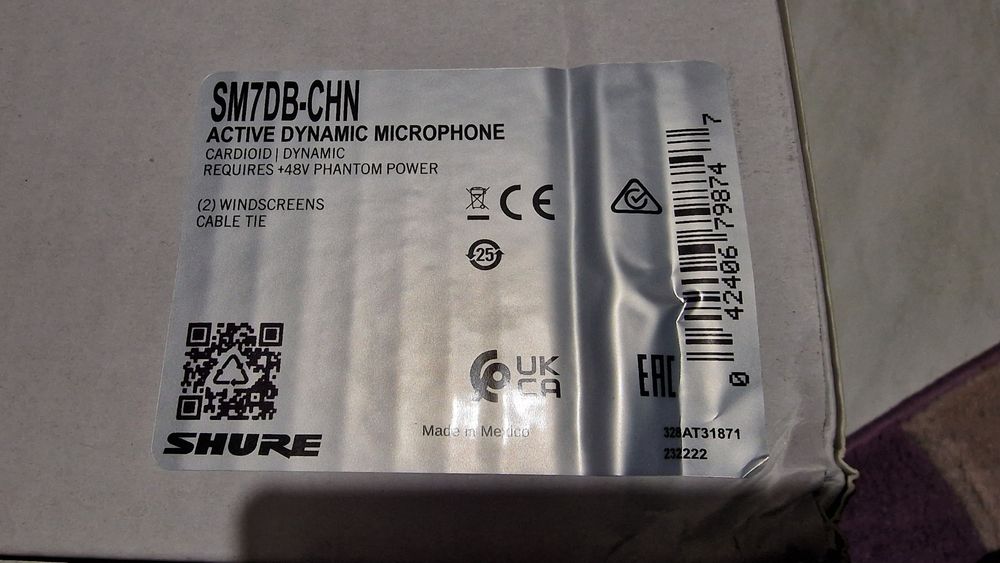 SM7DB-CHN
ACTIVE DYNAMIC MICROPHONE
CARDIOID | DYNAMIC
REQUIRES +48V PHANTOM POWER
(2) WINDSCREENS
CABLE TIE
CE
25
UK
CA
EAC
SHURE
Made in Mexico
0 42406 79874 7
328AT31871
232222